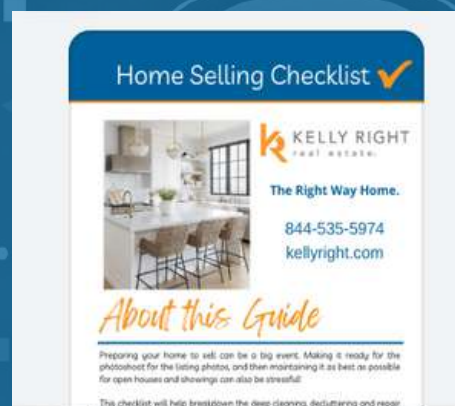 Home Selling Checklist
KELLY RIGHT
real estate.
The Right Way Home.
844-535-5974
kellyright.com
About this Guide
Preparing your home to sell can be a big event. Making it ready for the
photoshoot for the listing photos, and then maintaining it as best as possible
for open houses and showings can also be stressful!
This checklist will help breakdown the deep cleaning, decluttering and repair